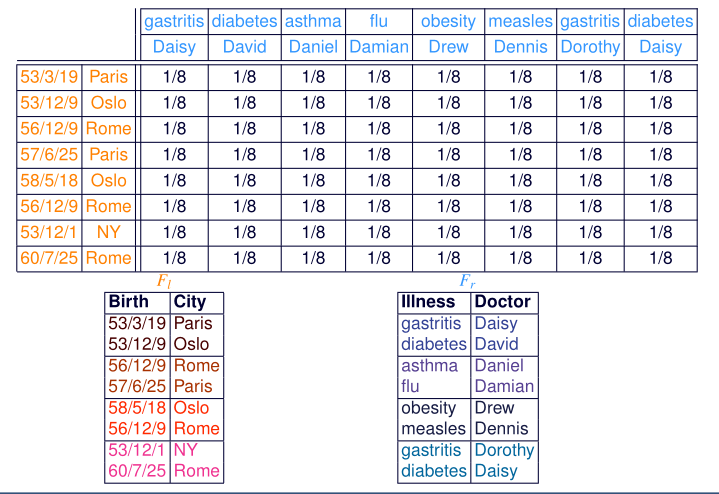 gastritis diabetes asthma flu obesity measles gastritis diabetes
Daisy David Daniel Damian Drew Dennis Dorothy Daisy
53/3/19 Paris 1/8 1/8 1/8 1/8 1/8 1/8 1/8 1/8
53/12/9 Oslo 1/8 1/8 1/8 1/8 1/8 1/8 1/8 1/8
56/12/9 Rome 1/8 1/8 1/8 1/8 1/8 1/8 1/8 1/8
57/6/25 Paris 1/8 1/8 1/8 1/8 1/8 1/8 1/8 1/8
58/5/18 Oslo 1/8 1/8 1/8 1/8 1/8 1/8 1/8 1/8
56/12/9 Rome 1/8 1/8 1/8 1/8 1/8 1/8 1/8 1/8
53/12/1 NY 1/8 1/8 1/8 1/8 1/8 1/8 1/8 1/8
60/7/25 Rome 1/8 1/8 1/8 1/8 1/8 1/8 1/8 1/8
F_l
Birth City
53/3/19 Paris
53/12/9 Oslo
56/12/9 Rome
57/6/25 Paris
58/5/18 Oslo
56/12/9 Rome
53/12/1 NY
60/7/25 Rome
F_r
Illness Doctor
gastritis Daisy
diabetes David
asthma Daniel
flu Damian
obesity Drew
measles Dennis
gastritis Dorothy
diabetes Daisy